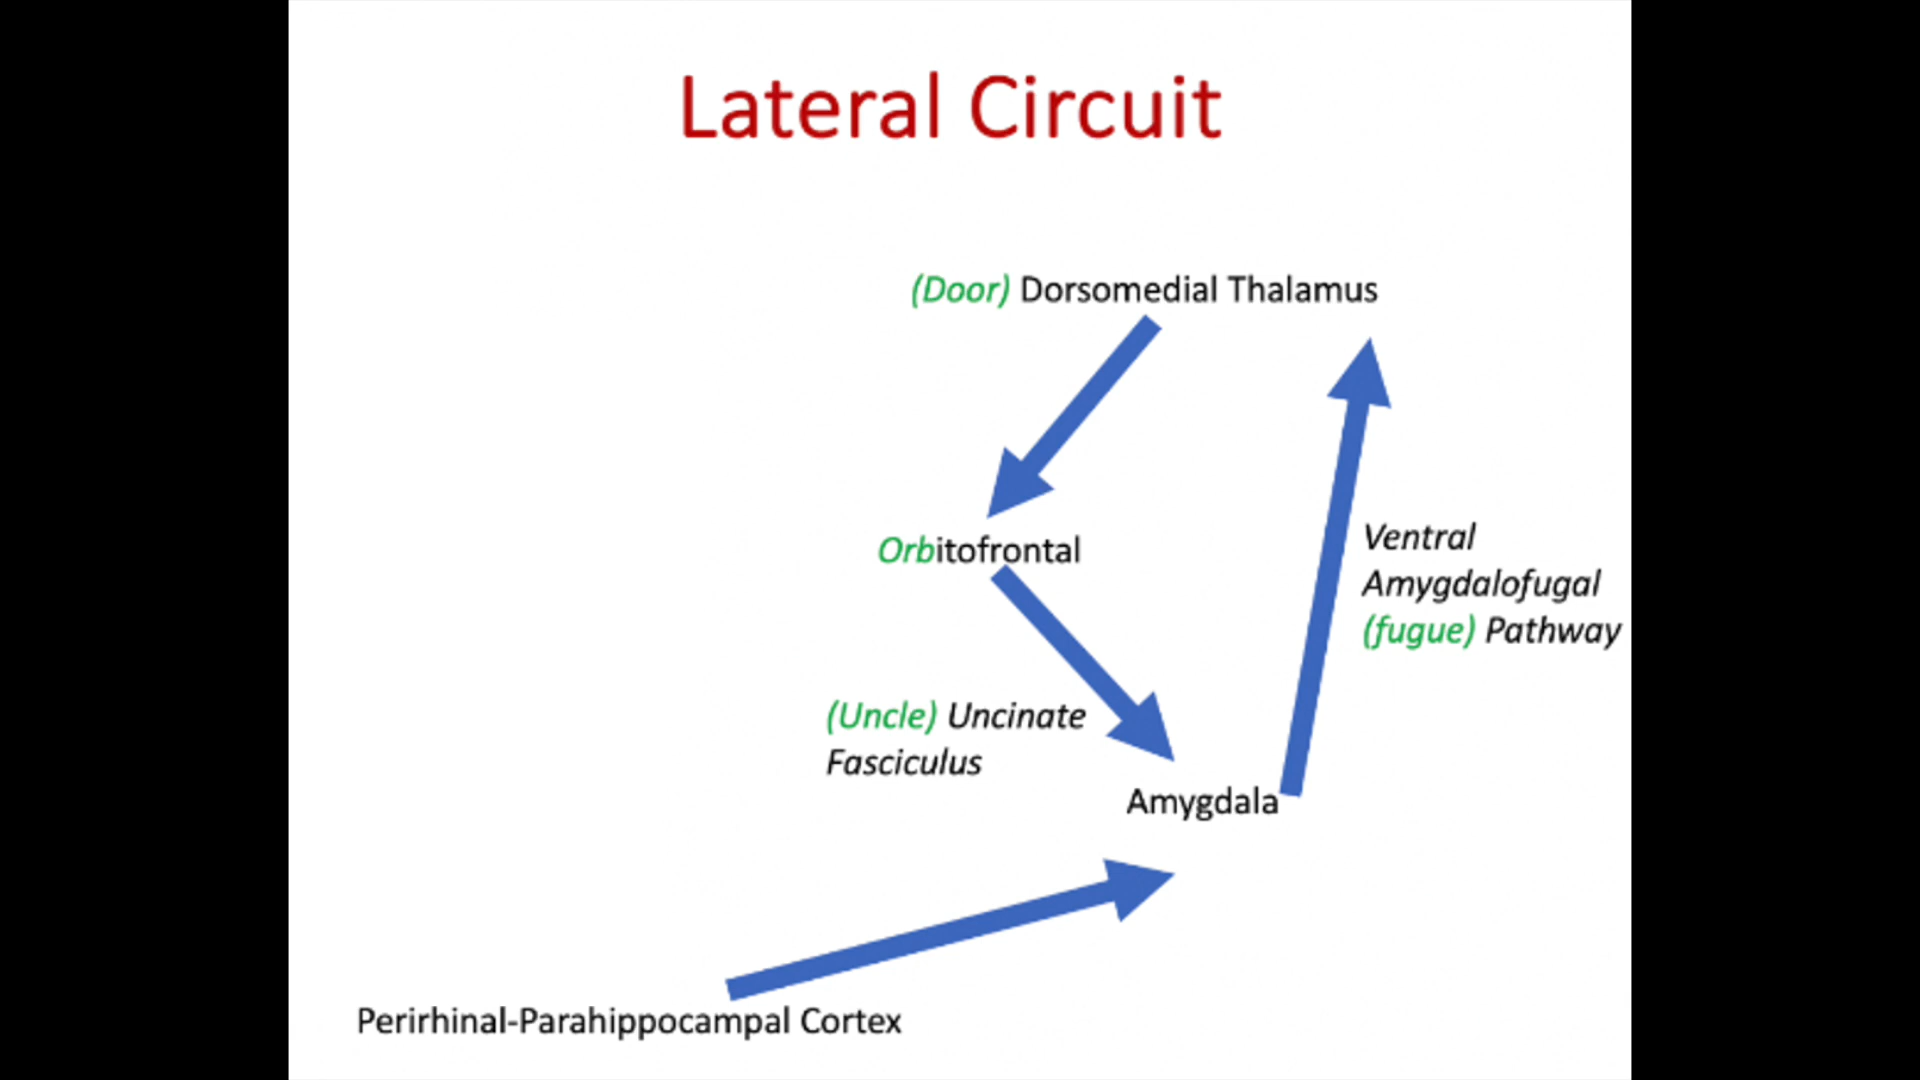 Lateral Circuit
(Door) Dorsomedial Thalamus
Orbitofrontal
Ventral
Amygdalofugal
(fugue) Pathway
(Uncle) Uncinate
Fasciculus
Amygdala
Perirhinal-Parahippocampal Cortex